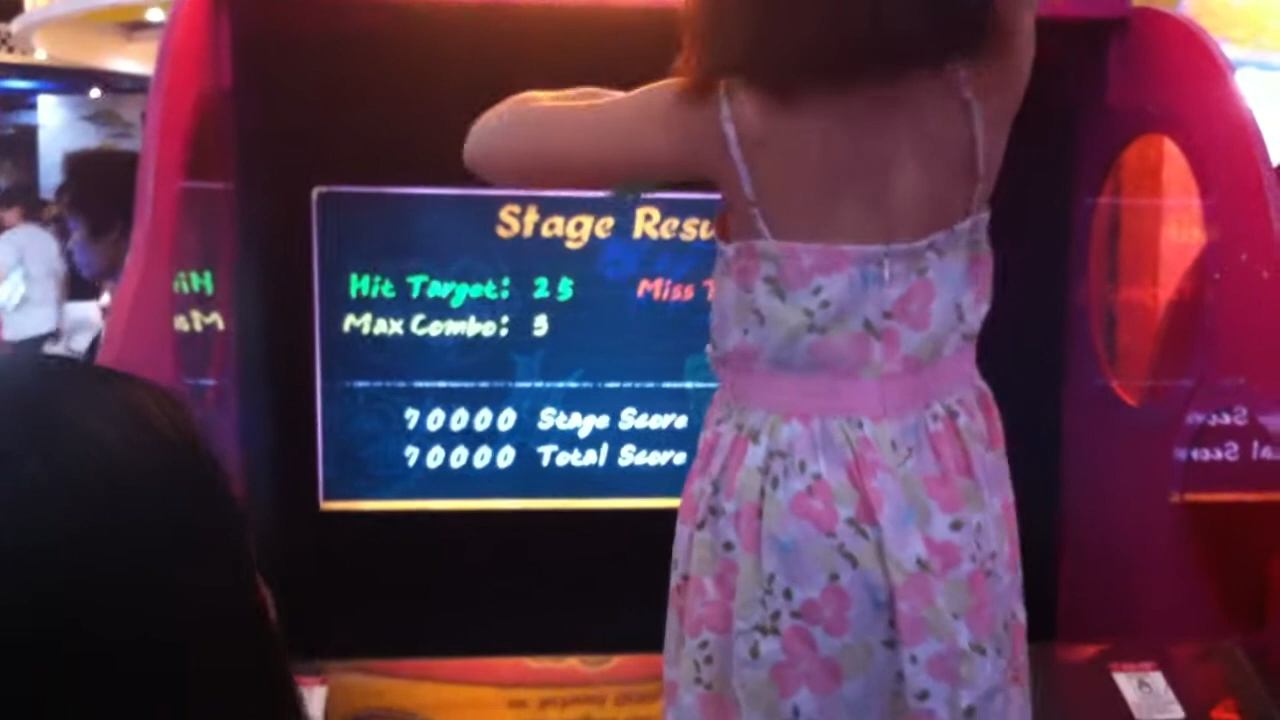 Stage Resu
Hit Target: 25 Miss T
Max Combo: 5
70000 Stage Score
70000 Total Score